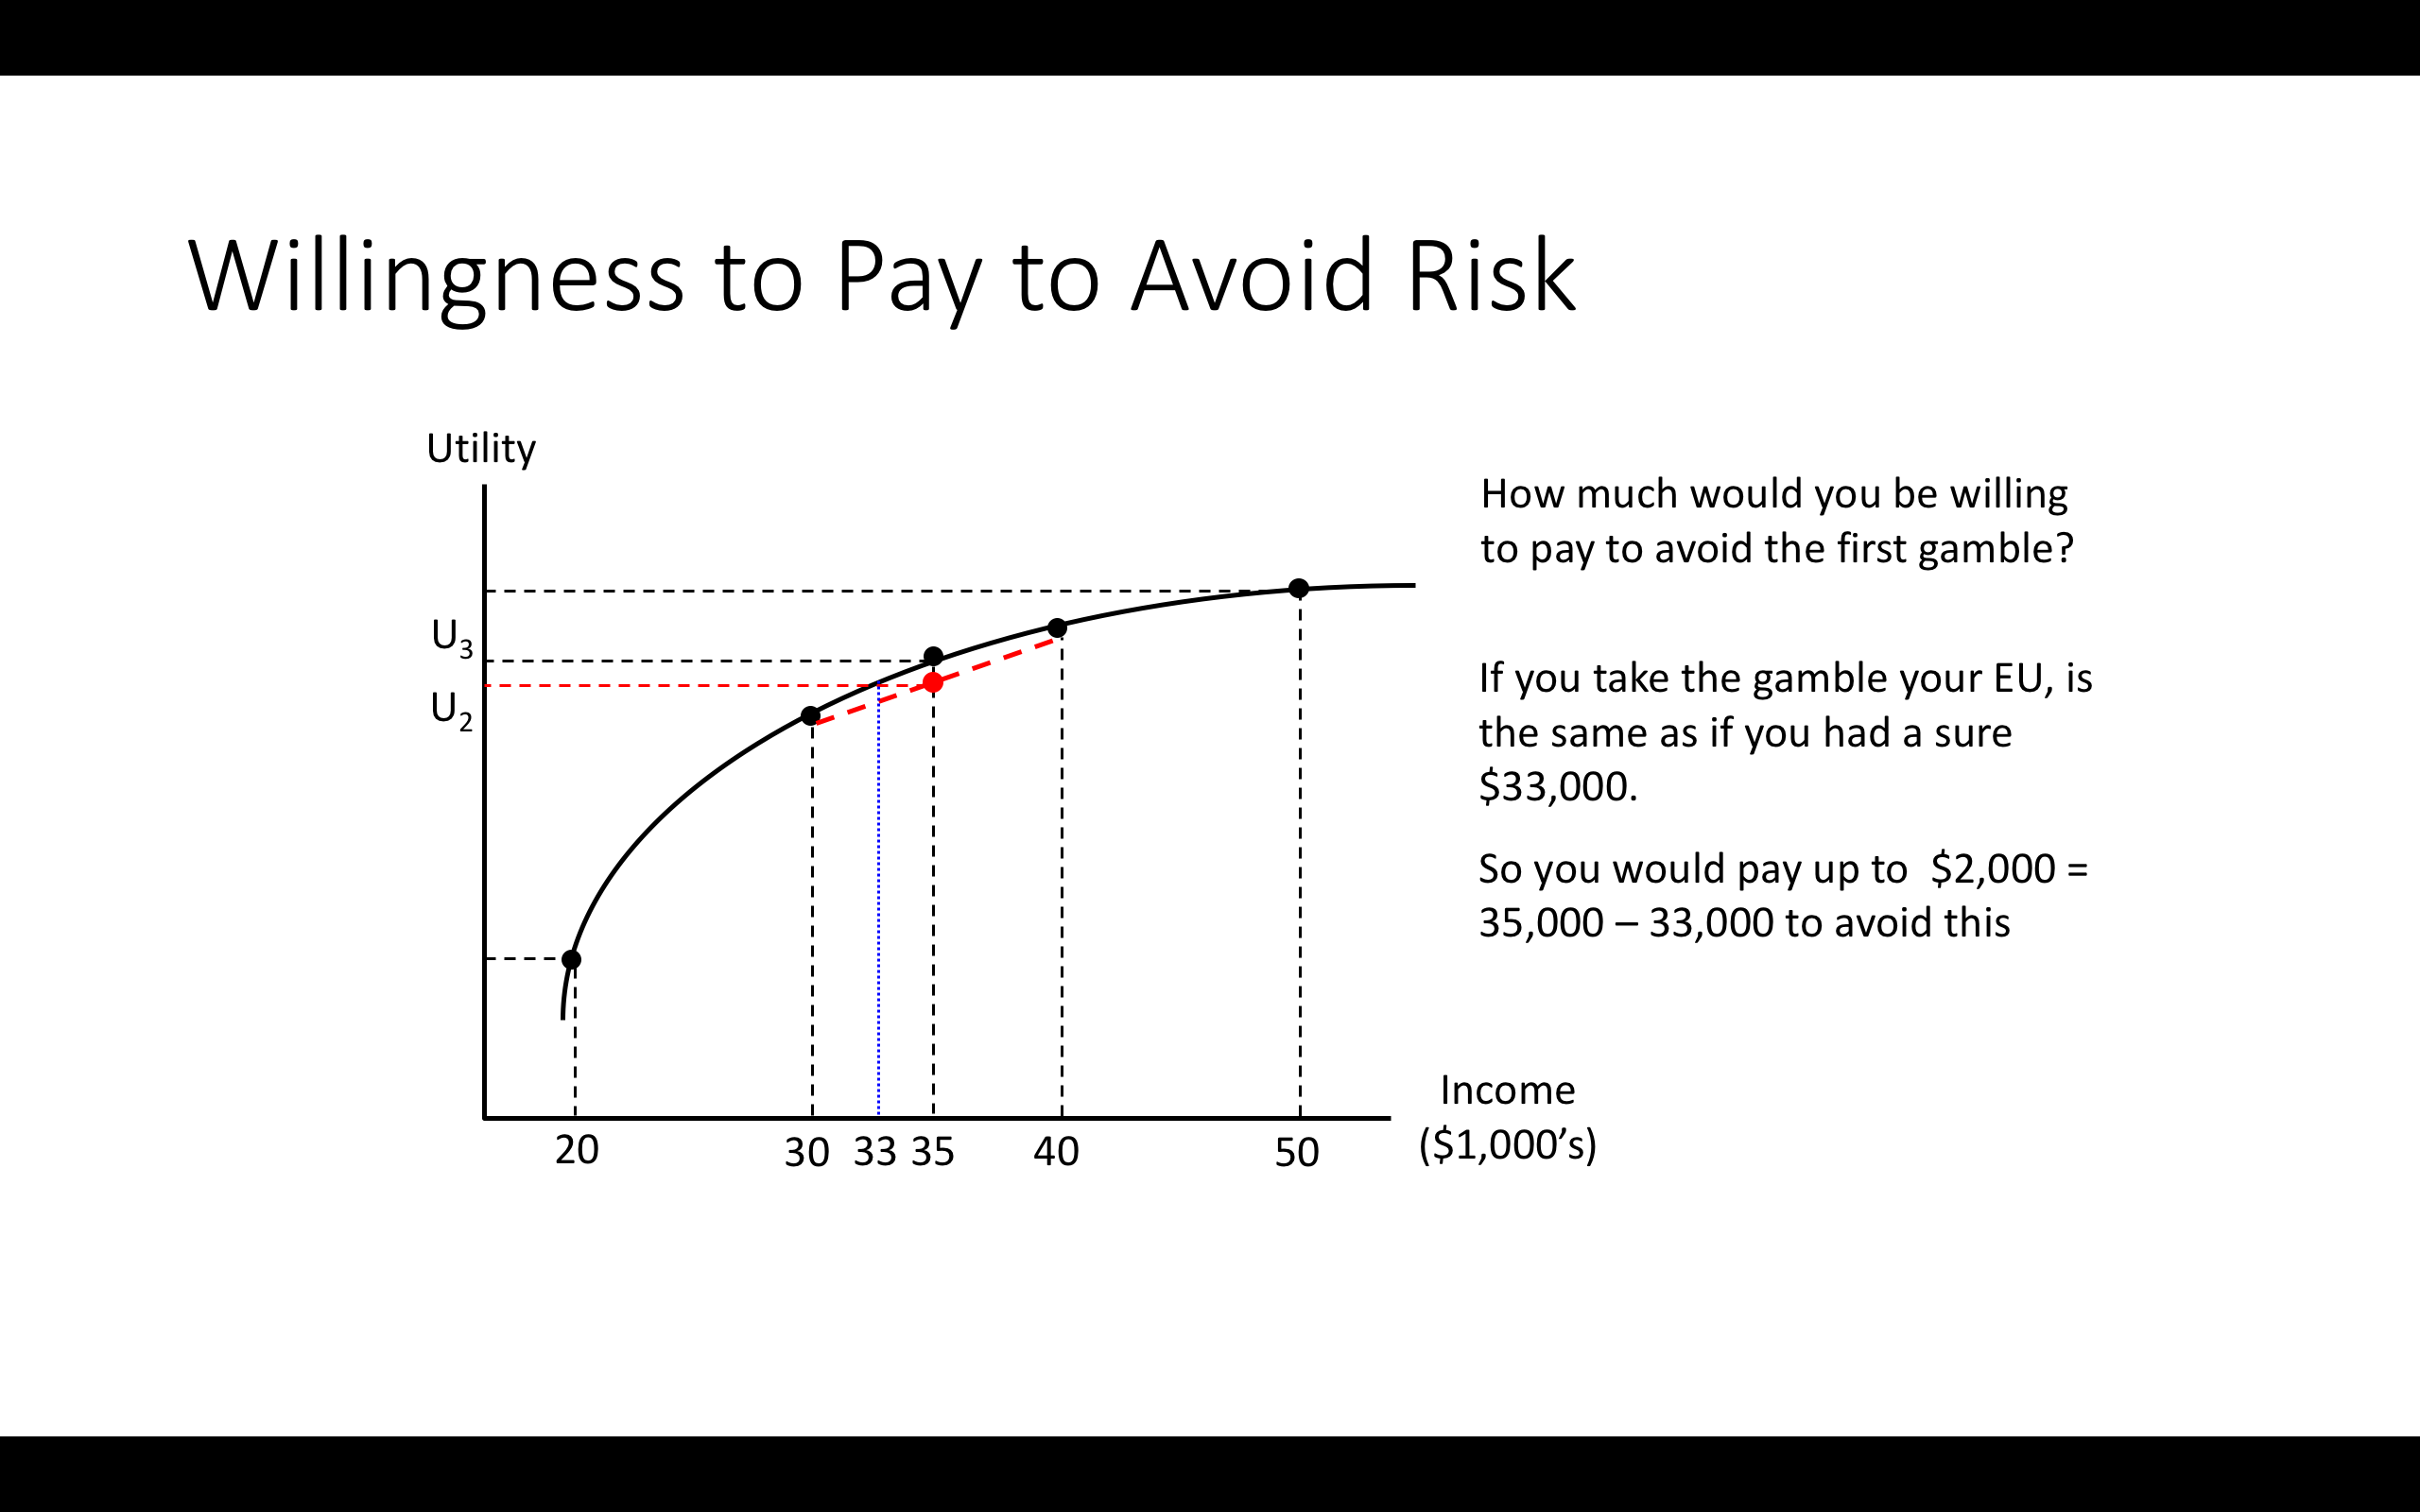 Willingness to Pay to Avoid Risk
Utility
How much would you be willing
to pay to avoid the first gamble?
U3
U2
If you take the gamble your EU, is
the same as if you had a sure
$33,000.
So you would pay up to  $2,000 =
35,000 – 33,000 to avoid this
20 30 33 35 40 50
Income
($1,000’s)